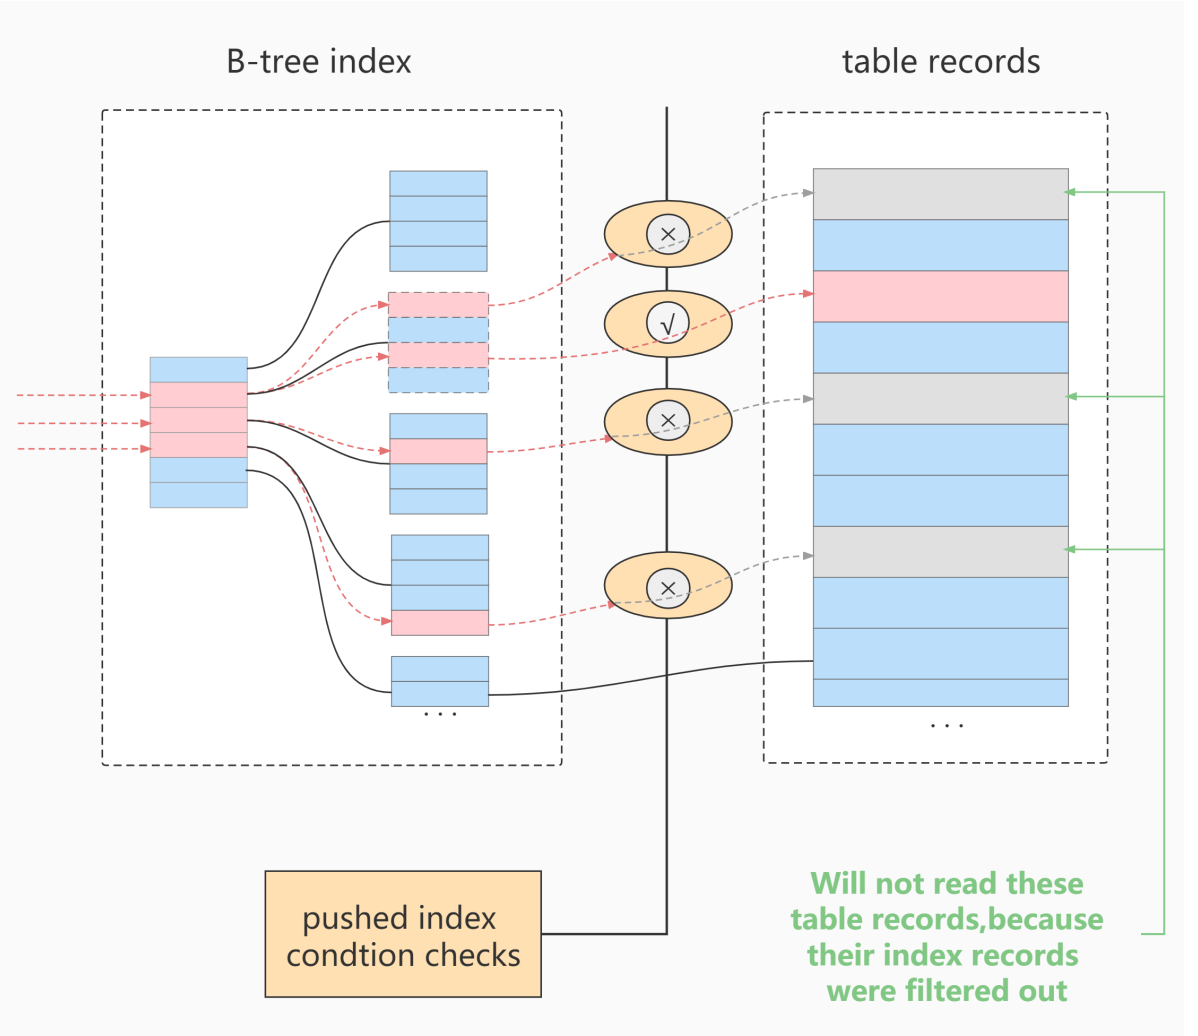 B-tree index
table records
×
√
×
×
. . .
. . .
pushed index
condtion checks
Will not read these
table records,because
their index records
were filtered out